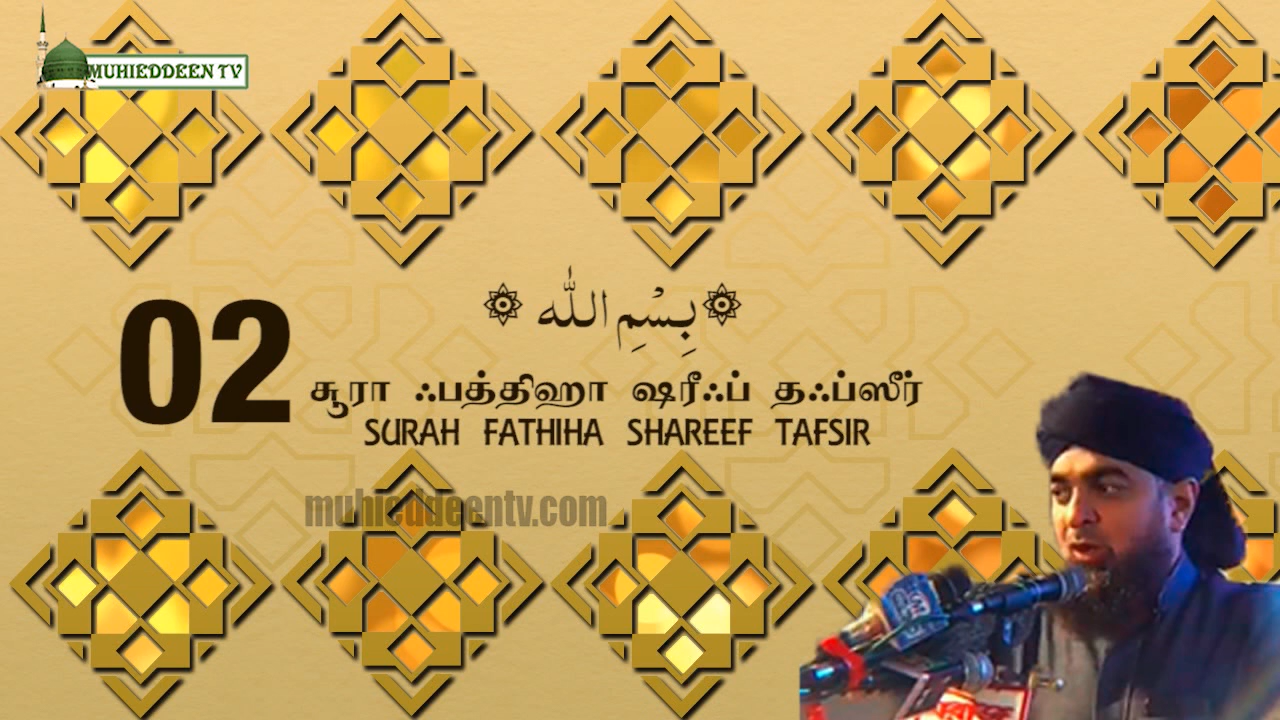 MUHIEDDEEN TV
بِسْمِ اللّٰه
02
சூரா ஃபத்திஹா ஷரீஃப் தஃப்ஸீர்
SURAH FATHIHA SHAREEF TAFSIR
muhieddeentv.com